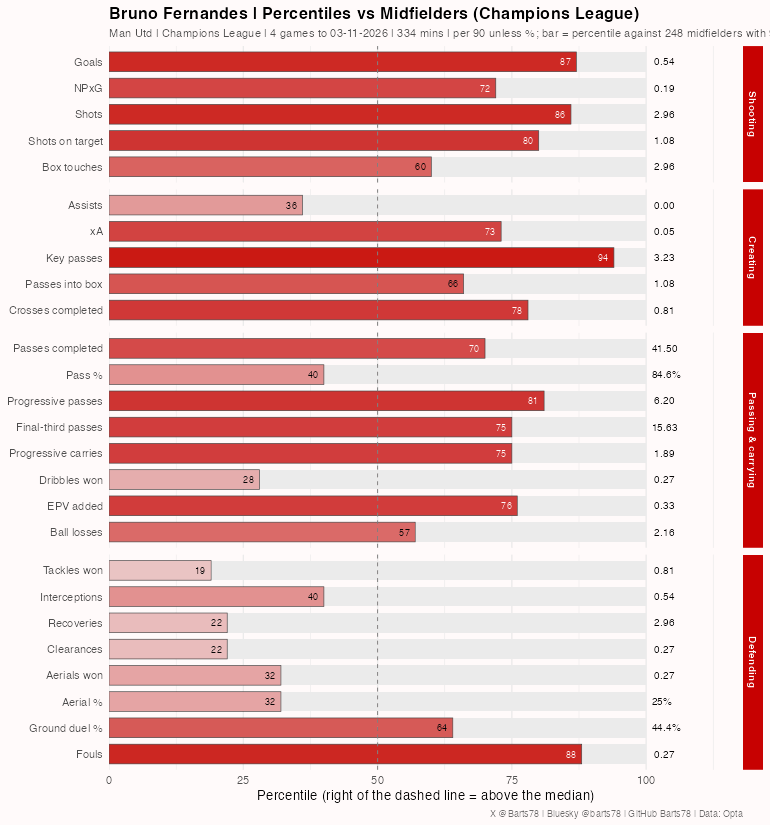 Bruno Fernandes | Percentiles vs Midfielders (Champions League)
Man Utd | Champions League | 4 games to 03-11-2026 | 334 mins | per 90 unless %; bar = percentile against 248 midfielders with
Shooting
Goals 87 0.54
NPxG 72 0.19
Shots 86 2.96
Shots on target 80 1.08
Box touches 60 2.96
Creating
Assists 36 0.00
xA 73 0.05
Key passes 94 3.23
Passes into box 66 1.08
Crosses completed 78 0.81
Passing & carrying
Passes completed 70 41.50
Pass % 40 84.6%
Progressive passes 81 6.20
Final-third passes 75 15.63
Progressive carries 75 1.89
Dribbles won 28 0.27
EPV added 76 0.33
Ball losses 57 2.16
Defending
Tackles won 19 0.81
Interceptions 40 0.54
Recoveries 22 2.96
Clearances 22 0.27
Aerials won 32 0.27
Aerial % 32 25%
Ground duel % 64 44.4%
Fouls 88 0.27
0 25 50 75 100
Percentile (right of the dashed line = above the median)
X @Barts78 | Bluesky @barts78 | GitHub Barts78 | Data: Opta